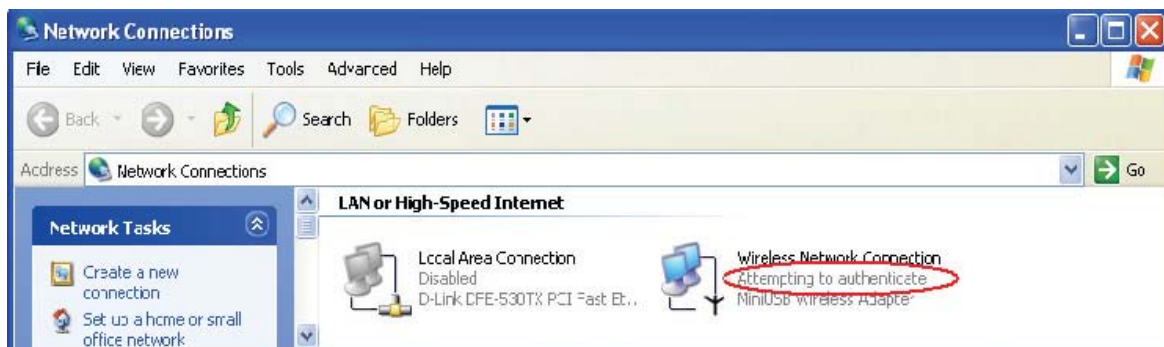 Network Connections
File Edit View Favorites Tools Advanced Help
Back Search Folders
Address Network Connections Go
Network Tasks
Create a new
connection
Set up a home or small
office network
LAN or High-Speed Internet
Local Area Connection
Disabled
D-Link DFE-530TX PCI Fast Et...
Wireless Network Connection
Attempting to authenticate
MiniUSB Wireless Adapter